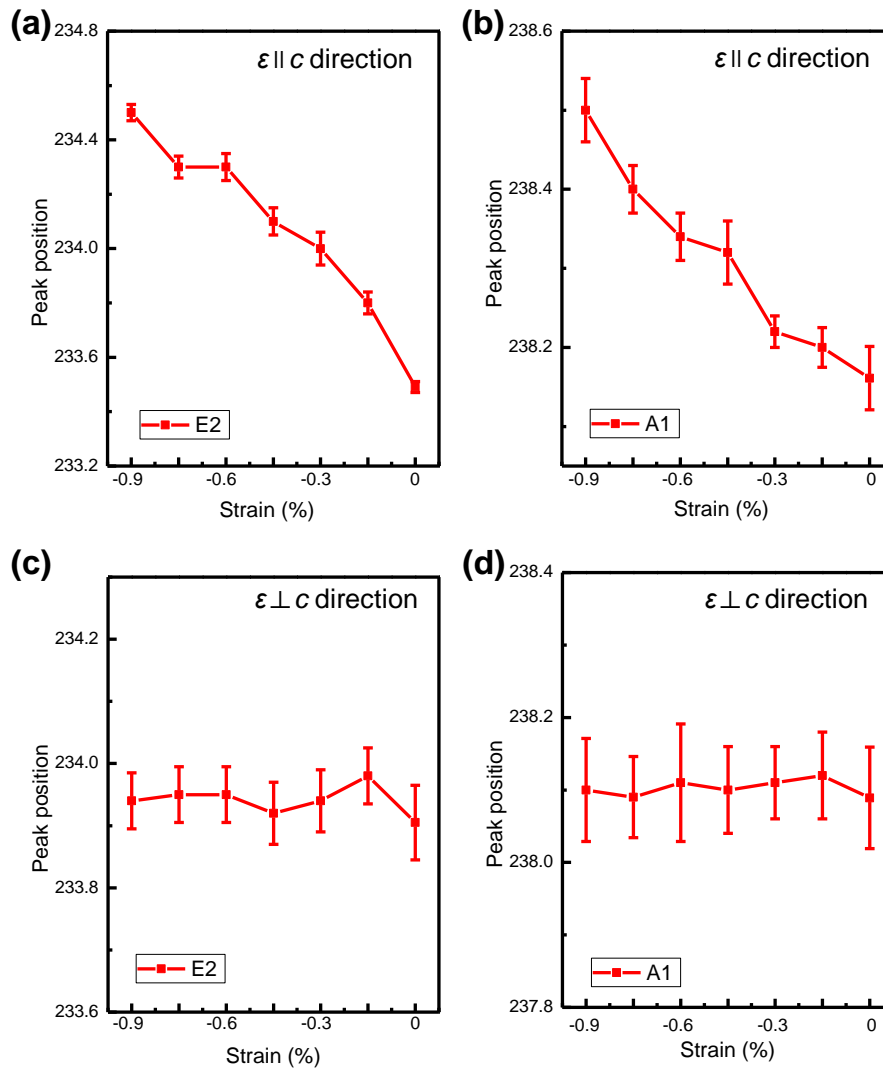 (a)
234.8
234.4
234.0
233.6
233.2
Peak position
ε || c direction
E2
-0.9
-0.6
-0.3
0
Strain (%)
(b)
238.6
238.4
238.2
Peak position
ε || c direction
A1
-0.9
-0.6
-0.3
0
Strain (%)
(c)
234.2
234.0
233.8
233.6
Peak position
ε ⊥ c direction
E2
-0.9
-0.6
-0.3
0
Strain (%)
(d)
238.4
238.2
238.0
237.8
Peak position
ε ⊥ c direction
A1
-0.9
-0.6
-0.3
0
Strain (%)